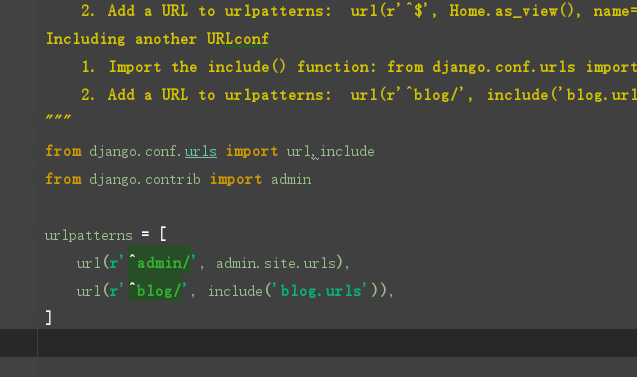 2. Add a URL to urlpatterns:  url(r'^$', Home.as_view(), name=
Including another URLconf
    1. Import the include() function: from django.conf.urls import
    2. Add a URL to urlpatterns:  url(r'^blog/', include('blog.url
"""
from django.conf.urls import url,include
from django.contrib import admin
urlpatterns = [
    url(r'^admin/', admin.site.urls),
    url(r'^blog/', include('blog.urls')),
]